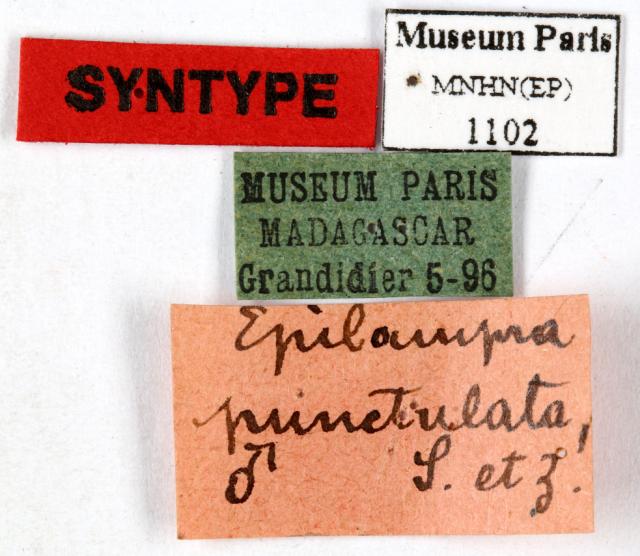 SYNTYPE
Museum Paris
MNHN(EP)
1102
MUSEUM PARIS
MADAGASCAR
Grandidier 5-96
Epilampra
punctulata,
♂ S. et Z.